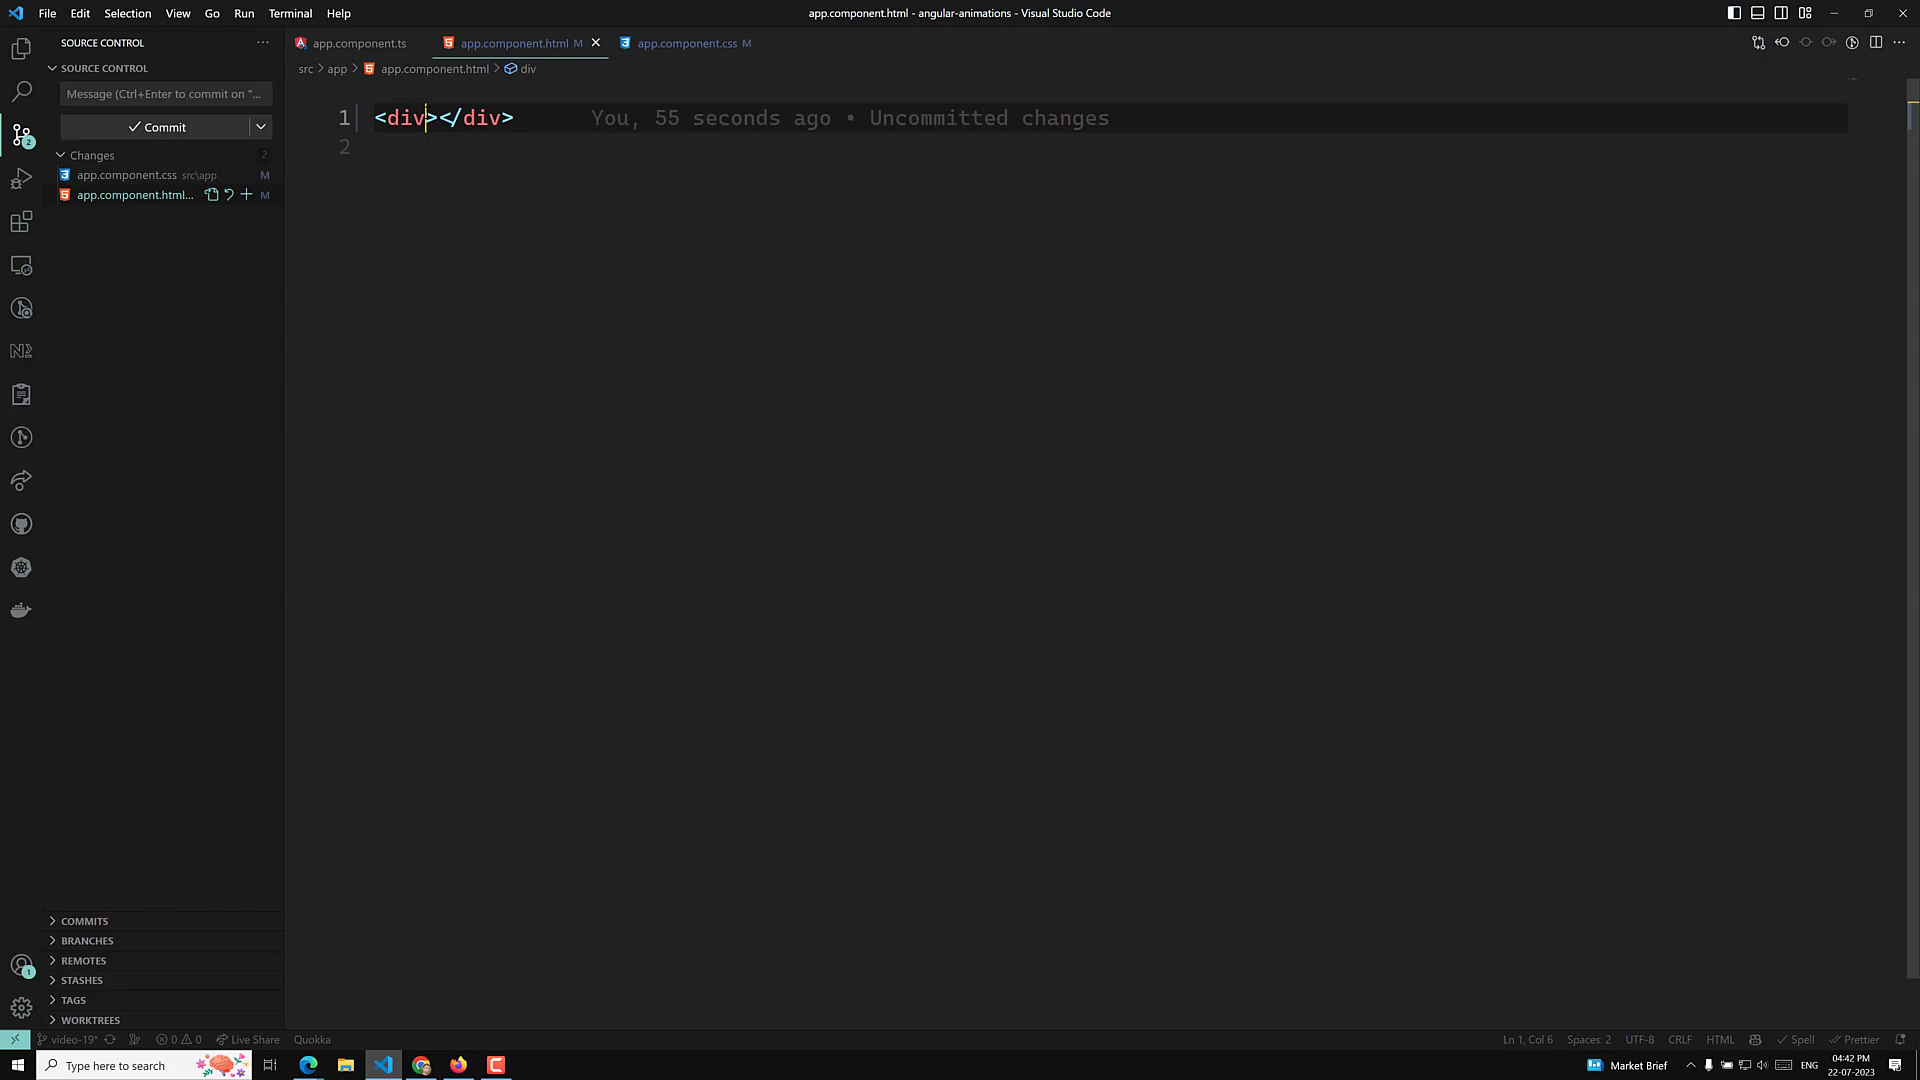 File Edit Selection View Go Run Terminal Help
app.component.html - angular-animations - Visual Studio Code
SOURCE CONTROL
app.component.ts
app.component.html M
app.component.css M
SOURCE CONTROL
src > app > app.component.html > div
Message (Ctrl+Enter to commit on "...
Commit
1 <div></div> You, 55 seconds ago • Uncommitted changes
2
Changes 2
app.component.css src\app M
app.component.html... M
2
N2
COMMITS
BRANCHES
REMOTES
1
STASHES
TAGS
WORKTREES
video-19* 0 0 Live Share Quokka
Ln 1, Col 6 Spaces: 2 UTF-8 CRLF HTML Spell Prettier
Type here to search
Market Brief
ENG
04:42 PM
22-07-2023